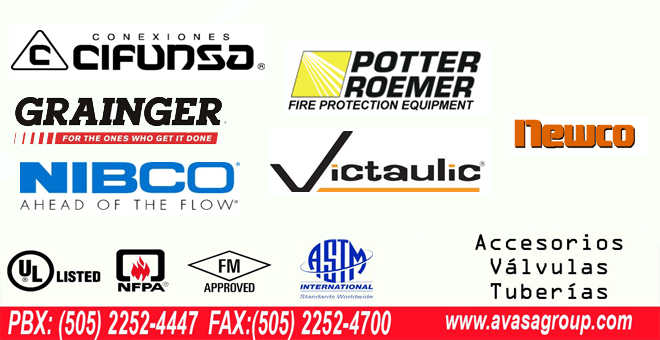 CONEXIONES
C CIFUNSA®
POTTER
ROEMER
FIRE PROTECTION EQUIPMENT
GRAINGER
FOR THE ONES WHO GET IT DONE
Newco
NIBCO®
AHEAD OF THE FLOW®
Victaulic®
UL LISTED
NFPA®
FM
APPROVED
ASTM
INTERNATIONAL
Standards Worldwide
Accesorios
Válvulas
Tuberías
PBX: (505) 2252-4447 FAX:(505) 2252-4700
www.avasagroup.com